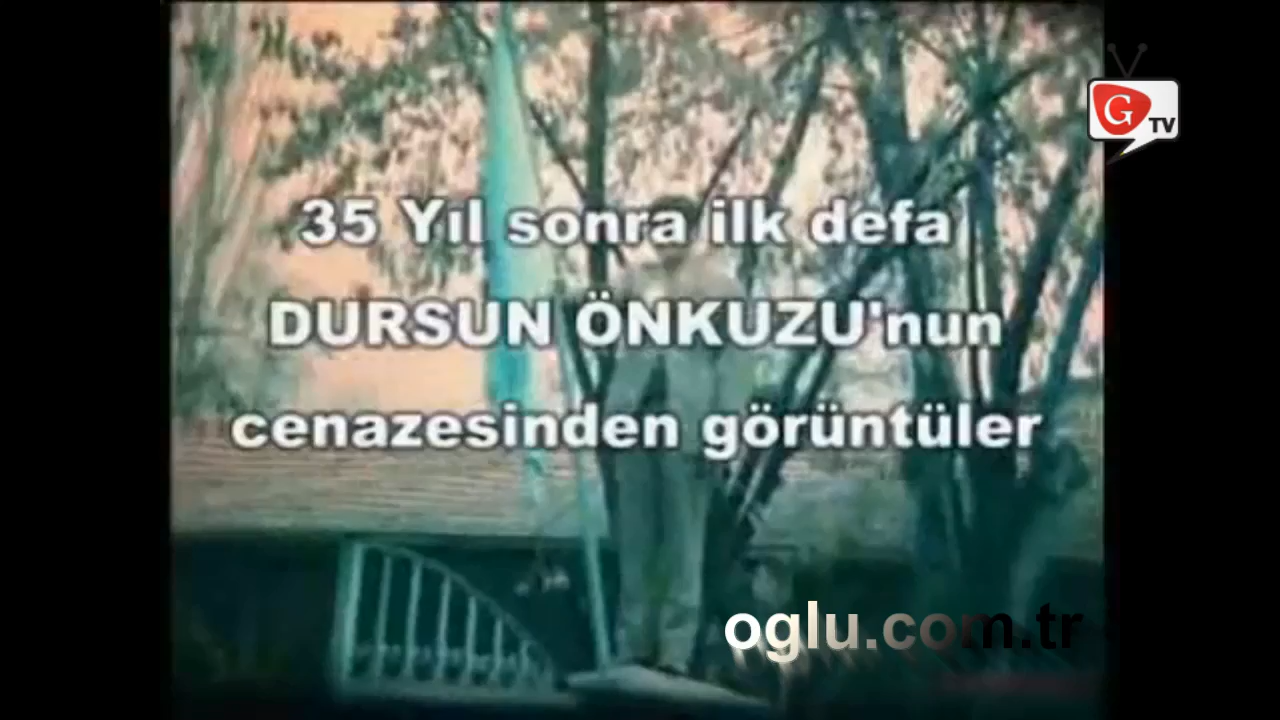 G TV
35 Yıl sonra ilk defa
DURSUN ÖNKUZU'nun
cenazesinden görüntüler
oglu.com.tr